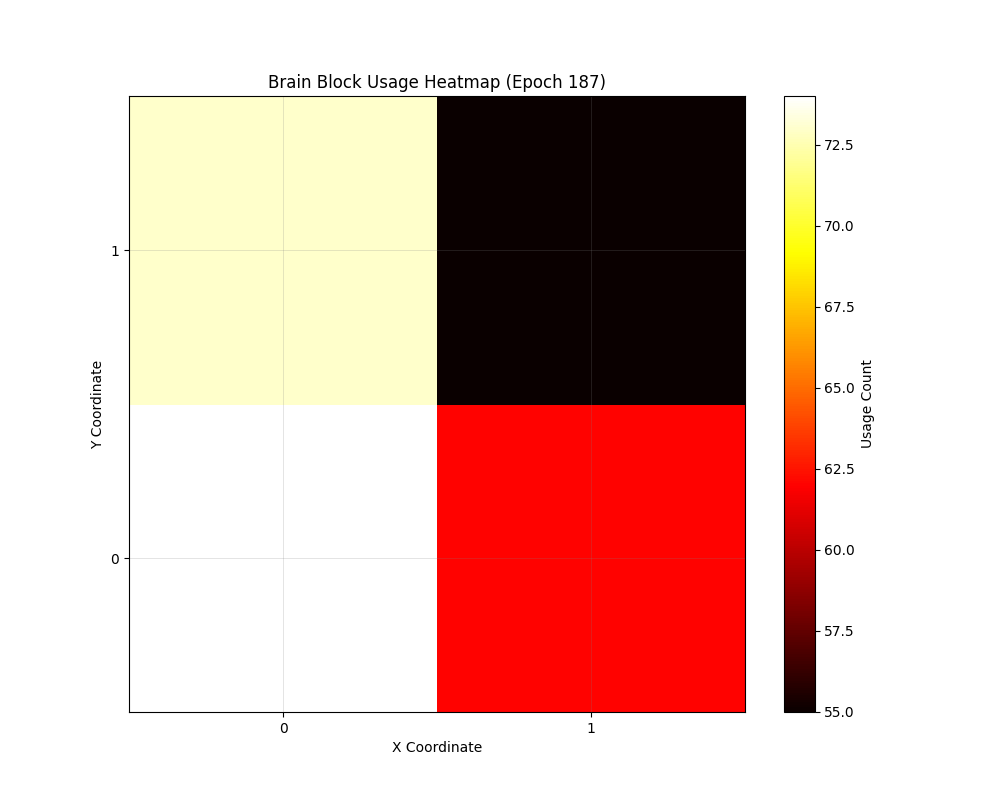 Brain Block Usage Heatmap (Epoch 187)
Y Coordinate
1
0
0 1
X Coordinate
72.5
70.0
67.5
65.0
62.5
60.0
57.5
55.0
Usage Count